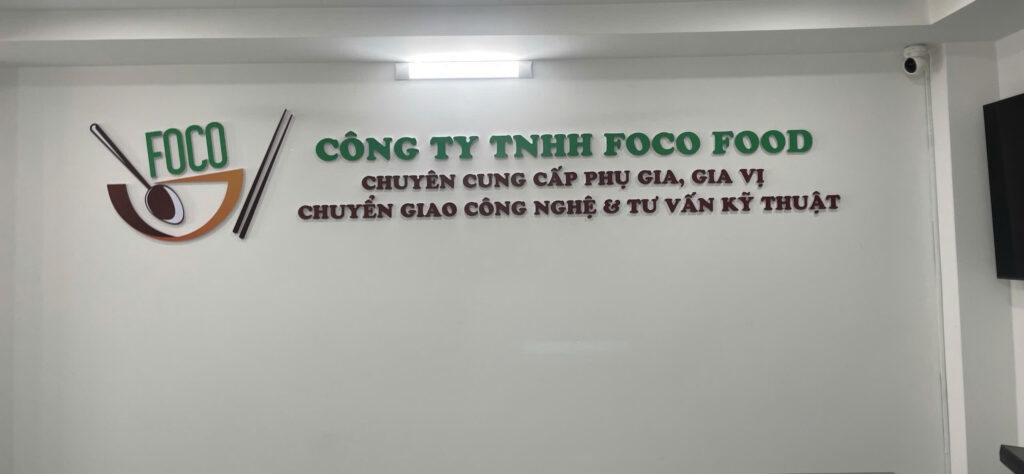 FOCO
CÔNG TY TNHH FOCO FOOD
CHUYÊN CUNG CẤP PHỤ GIA, GIA VỊ
CHUYỂN GIAO CÔNG NGHỆ & TƯ VẤN KỸ THUẬT